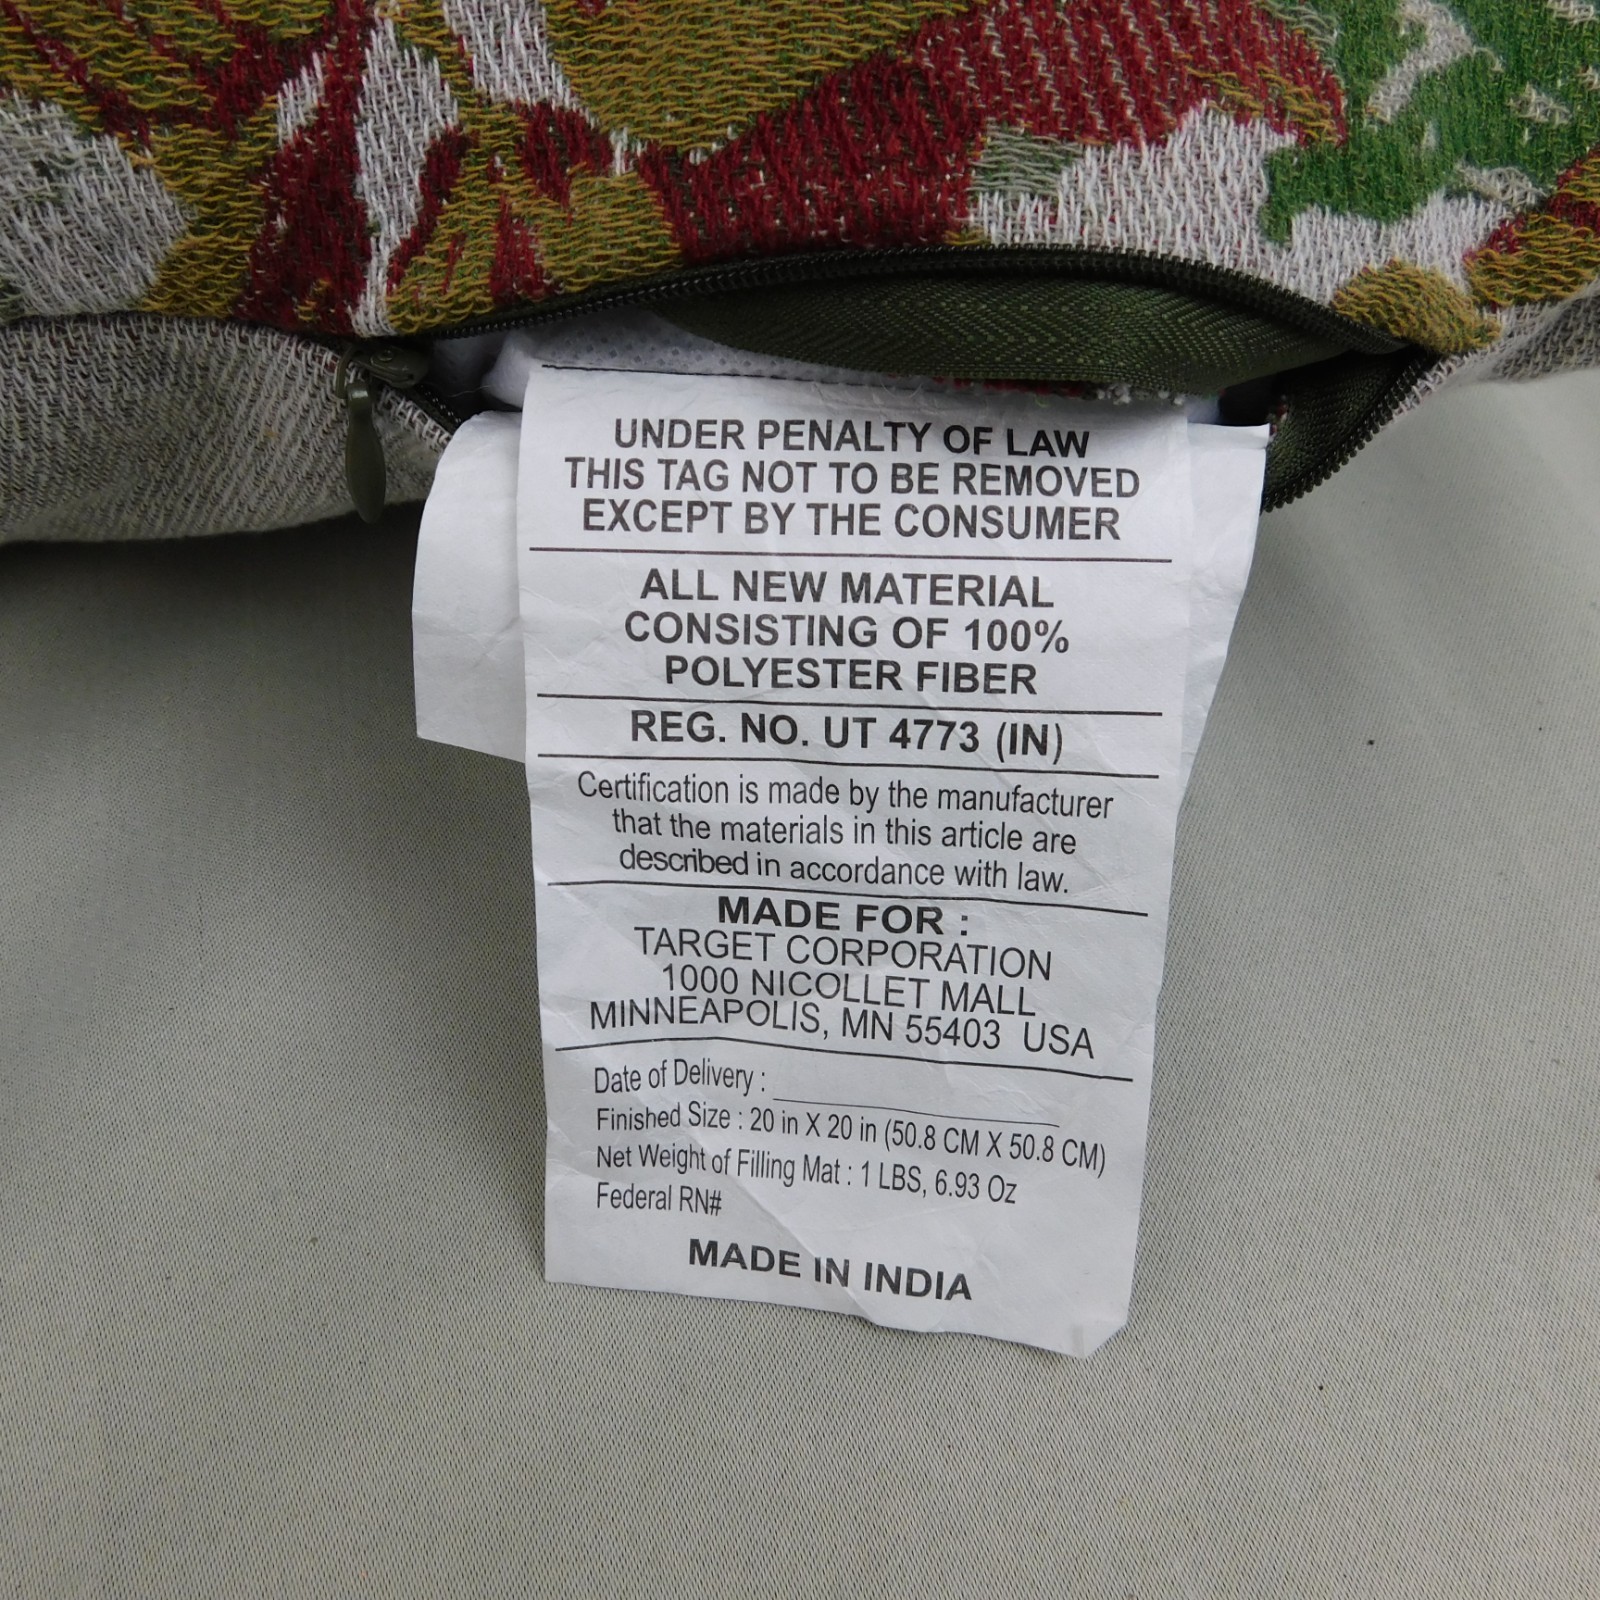 UNDER PENALTY OF LAW
THIS TAG NOT TO BE REMOVED
EXCEPT BY THE CONSUMER
ALL NEW MATERIAL
CONSISTING OF 100%
POLYESTER FIBER
REG. NO. UT 4773 (IN)
Certification is made by the manufacturer
that the materials in this article are
described in accordance with law.
MADE FOR :
TARGET CORPORATION
1000 NICOLLET MALL
MINNEAPOLIS, MN 55403 USA
Date of Delivery :
Finished Size : 20 in X 20 in (50.8 CM X 50.8 CM)
Net Weight of Filling Mat : 1 LBS, 6.93 Oz
Federal RN#
MADE IN INDIA